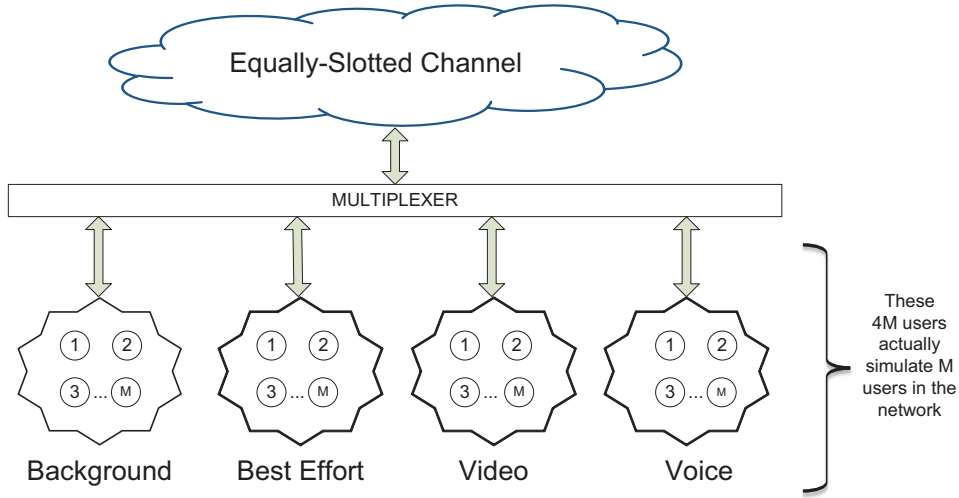 Equally-Slotted Channel
MULTIPLEXER
1 2
3 ... M
1 2
3 ... M
1 2
3 ... M
1 2
3 ... M
Background
Best Effort
Video
Voice
These
4M users
actually
simulate M
users in the
network